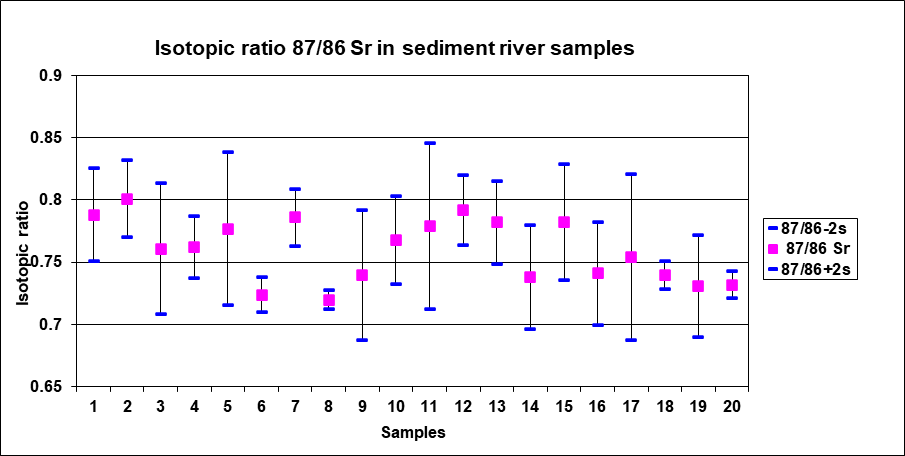 Isotopic ratio 87/86 Sr in sediment river samples
0.9
0.85
0.8
0.75
0.7
0.65
Isotopic ratio
1 2 3 4 5 6 7 8 9 10 11 12 13 14 15 16 17 18 19 20
Samples
87/86-2s
87/86 Sr
87/86+2s